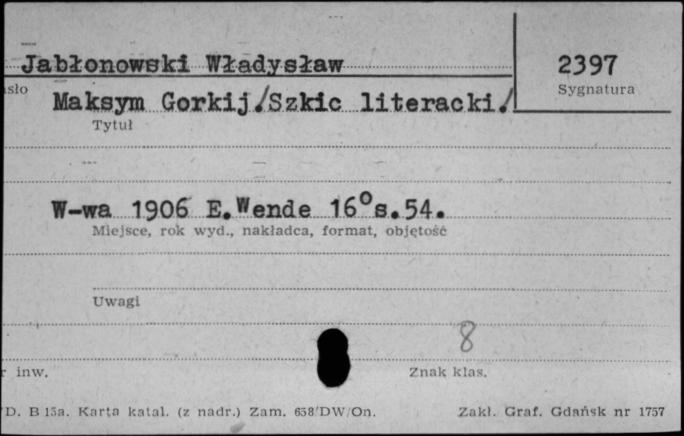 Jabłonowski Władysław
2397
Sygnatura
Maksym Gorkij/Szkic literacki/
Tytuł
W-wa 1906 E.Wende 16°s.54.
Miejsce, rok wyd., nakładca, format, objętość
Uwagi
8
inw.
Znak klas.
D. B 15a. Karta katal. (z nadr.) Zam. 658/DW/On.
Zakł. Graf. Gdańsk nr 1757